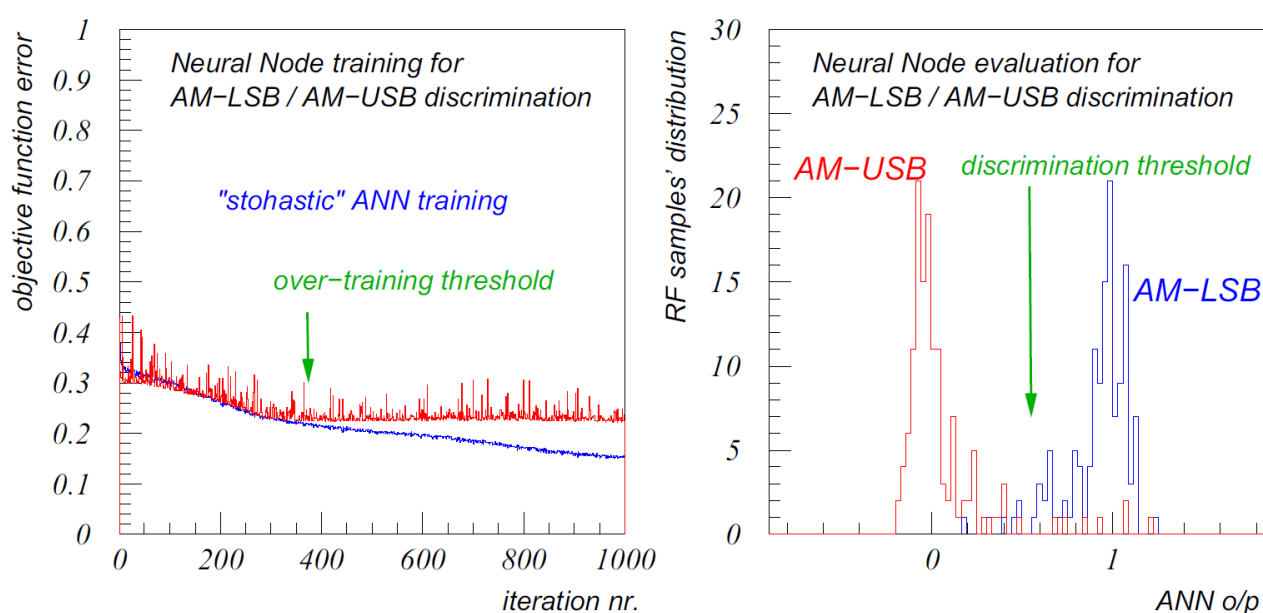 objective function error
1
0.9
0.8
0.7
0.6
0.5
0.4
0.3
0.2
0.1
0
Neural Node training for
AM−LSB / AM−USB discrimination
"stohastic" ANN training
over−training threshold
0
200
400
600
800
1000
iteration nr.
RF samples' distribution
30
25
20
15
10
5
0
Neural Node evaluation for
AM−LSB / AM−USB discrimination
AM−USB
discrimination threshold
AM−LSB
0
1
ANN o/p